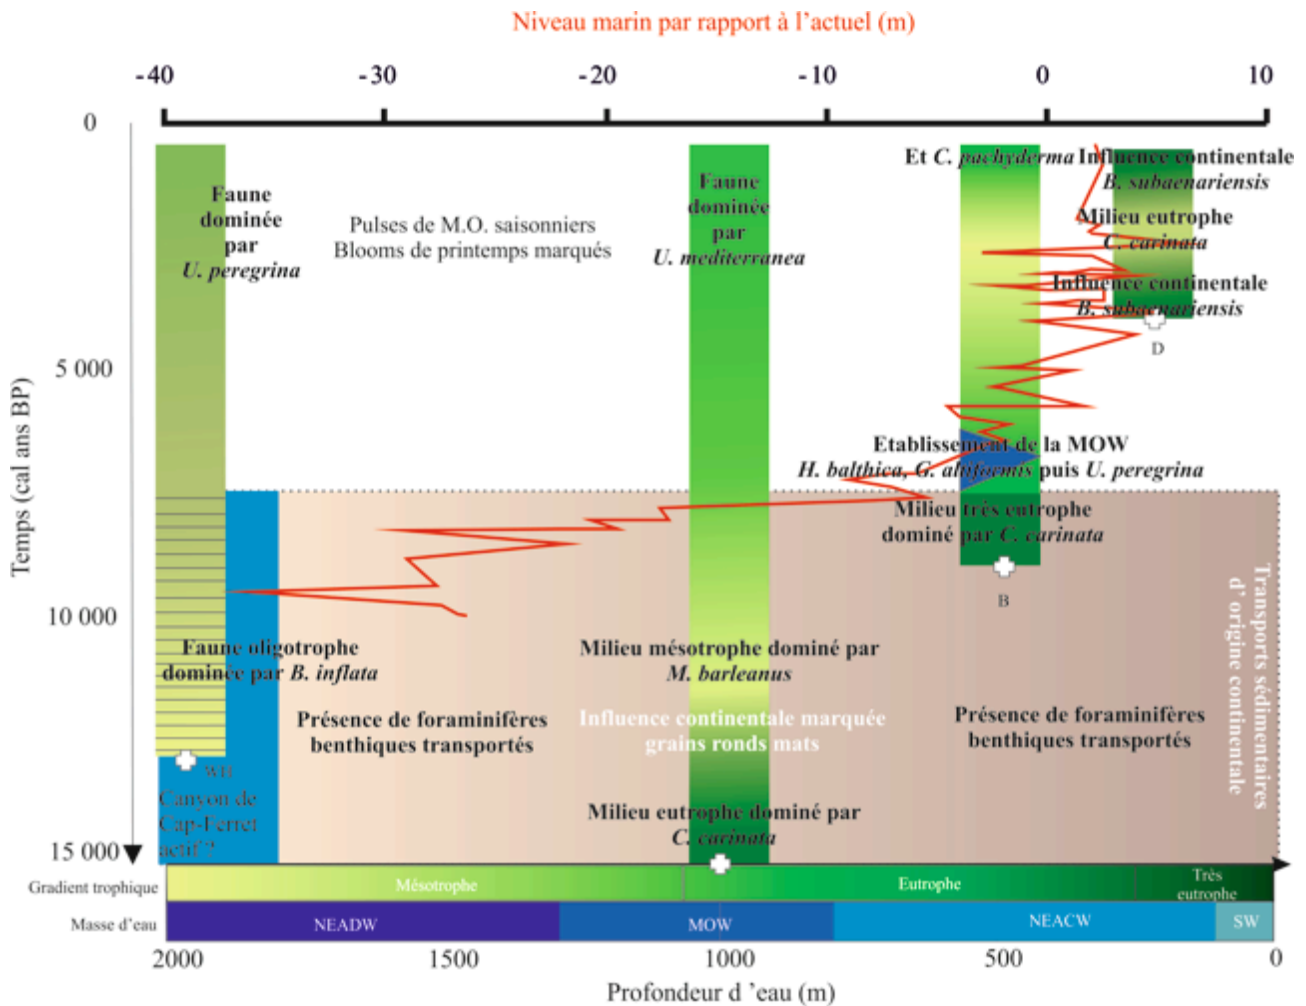 Niveau marin par rapport à l'actuel (m)
-40 -30 -20 -10 0 10
0
Et C. pachyderma Influence continentale
B. subaenariensis
Faune
dominée
par
U. peregrina
Pulses de M.O. saisonniers
Blooms de printemps marqués
Faune
dominée
par
U. mediterranea
Milieu eutrophe
C. carinata
Influence continentale
B. subaenariensis
D
5 000
Temps (cal ans BP)
Etablissement de la MOW
H. balthica, G. altiformis puis U. peregrina
Milieu très eutrophe
dominé par C. carinata
B
10 000
Faune oligotrophe
dominée par B. inflata
Milieu mésotrophe dominé par
M. barleanus
Présence de foraminifères
benthiques transportés
Influence continentale marquée
grains ronds mats
Présence de foraminifères
benthiques transportés
Transports sédimentaires
d' origine continentale
WH
Canyon de
Cap-Ferret
actif ?
Milieu eutrophe dominé par
C. carinata
15 000
Gradient trophique Mésotrophe Eutrophe Très
eutrophe
Masse d'eau NEADW MOW NEACW SW
2000 1500 1000 500 0
Profondeur d 'eau (m)